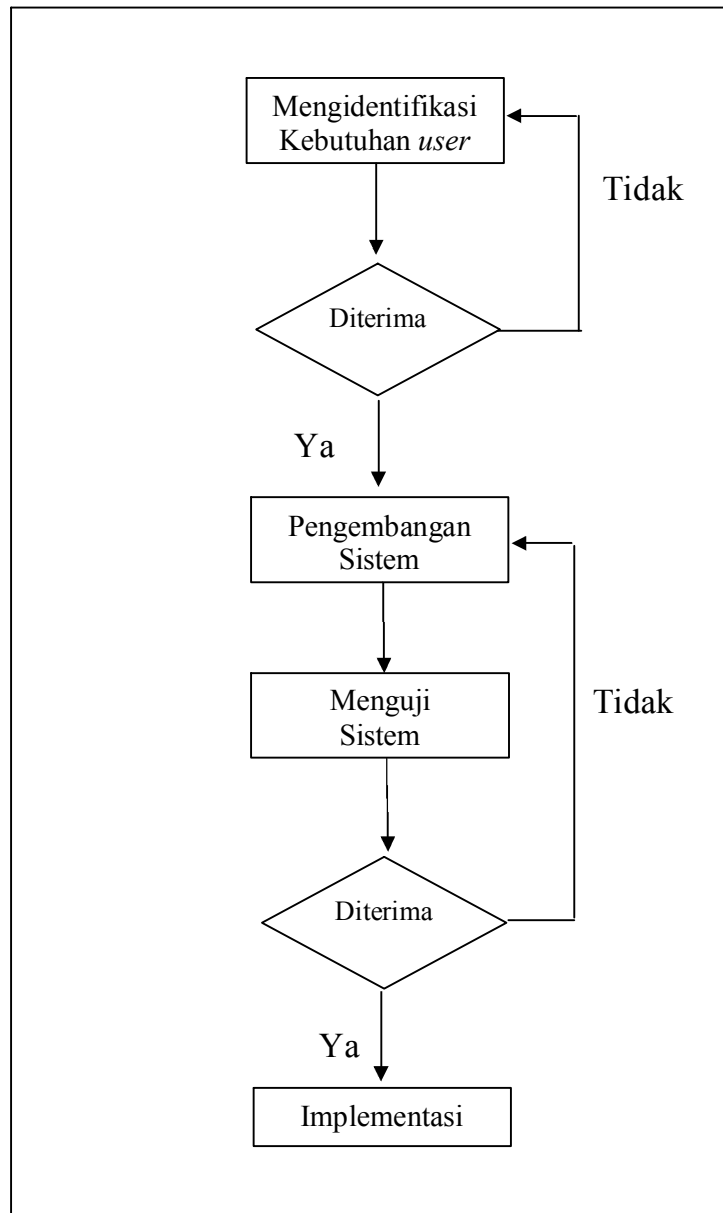 Mengidentifikasi
Kebutuhan user
Tidak
Diterima
Ya
Pengembangan
Sistem
Menguji
Sistem
Tidak
Diterima
Ya
Implementasi